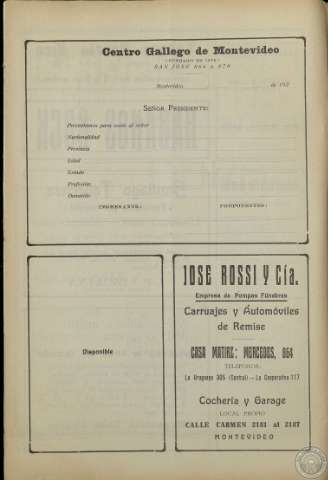 Centro Gallego de Montevideo
SAN JOSÉ 864 á 870
Montevideo, de 192
SEÑOR PRESIDENTE:
Presentamos para socio al señor
Nacionalidad
Provincia
Edad
Estado
Profesión
Domicilio
PROPONENTES:
JOSE ROSSI Y Cía.
Empresa de Pompas Fúnebres
Carruajes y Automóviles
de Remise
CASA MATRIZ: MERCEDES, 864
TELÉFONOS:
La Uruguaya 305 (Central) - La Cooperativa 117
Disponible
Cochería y Garage
LOCAL PROPIO
CALLE CARMEN 2181 al 2187
MONTEVIDEO